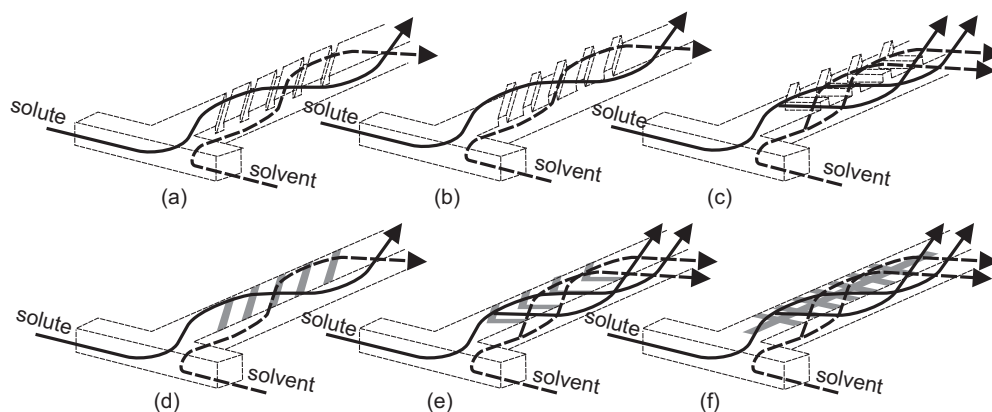 solute
solvent
(a)
solute
solvent
(b)
solute
solvent
(c)
solute
solvent
(d)
solute
solvent
(e)
solute
solvent
(f)